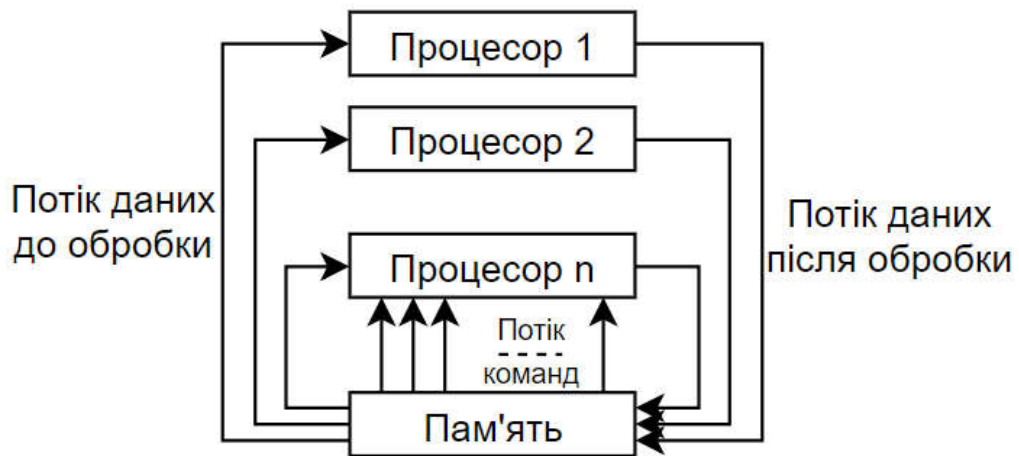 Процесор 1
Процесор 2
Потік даних
до обробки
Потік даних
після обробки
Процесор n
Потік
команд
Пам'ять